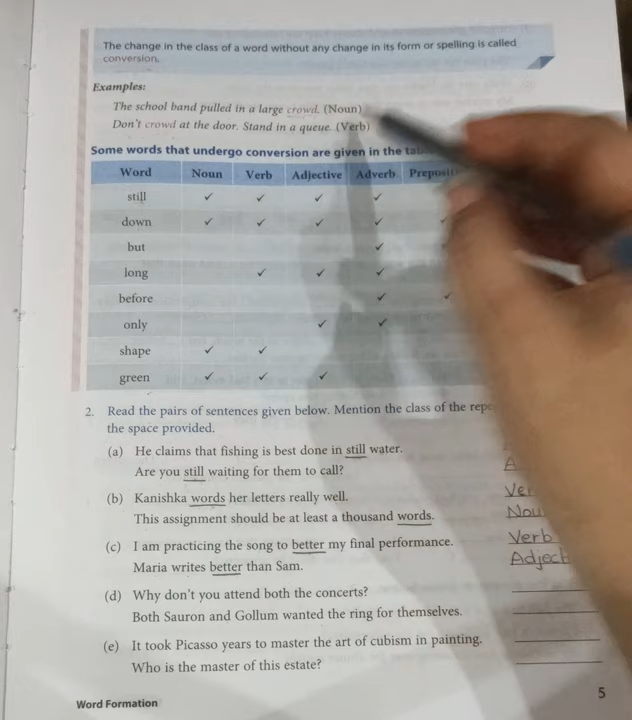 The change in the class of a word without any change in its form or spelling is called
conversion.
Examples:
The school band pulled in a large crowd. (Noun)
Don't crowd at the door. Stand in a queue. (Verb)
Some words that undergo conversion are given in the
Word Noun Verb Adjective Adverb
still ✓ ✓ ✓ ✓
down ✓ ✓ ✓ ✓ ✓
but ✓
long ✓ ✓ ✓
before ✓ ✓
only ✓ ✓
shape ✓ ✓
green ✓ ✓ ✓
2. Read the pairs of sentences given below. Mention the class of the
the space provided.
(a) He claims that fishing is best done in still water.
Are you still waiting for them to call? A
(b) Kanishka words her letters really well. Ver
This assignment should be at least a thousand words. Nou
(c) I am practicing the song to better my final performance. Verb
Maria writes better than Sam. Adject
(d) Why don't you attend both the concerts?
Both Sauron and Gollum wanted the ring for themselves.
(e) It took Picasso years to master the art of cubism in painting.
Who is the master of this estate?
Word Formation 5